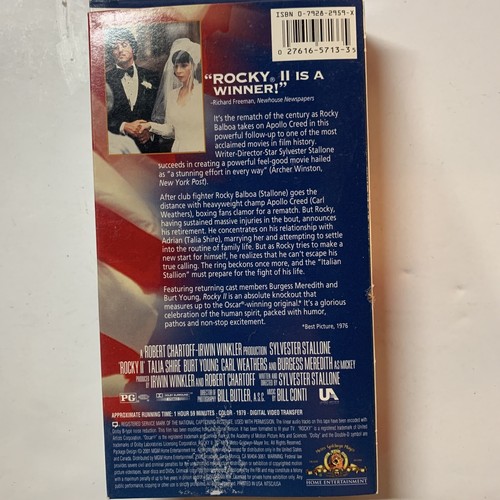 ISBN 0-7928-2959-X
0 27616-5713-3 5
"ROCKY® II IS A
WINNER!"
-Richard Freeman, Newhouse Newspapers
It's the rematch of the century as Rocky
Balboa takes on Apollo Creed in this
powerful follow-up to one of the most
acclaimed movies in film history.
Writer-Director-Star Sylvester Stallone
succeeds in creating a powerful feel-good movie hailed
as "a stunning effort in every way" (Archer Winston,
New York Post).
After club fighter Rocky Balboa (Stallone) goes the
distance with heavyweight champ Apollo Creed (Carl
Weathers), boxing fans clamor for a rematch. But Rocky,
having sustained massive injuries in the bout, announces
his retirement. He concentrates on his relationship with
Adrian (Talia Shire), marrying her and attempting to settle
into the routine of family life. But as Rocky tries to make a
new start for himself, he realizes that he can't escape his
true calling. The ring beckons once more, and the "Italian
Stallion" must prepare for the fight of his life.
Featuring returning cast members Burgess Meredith and
Burt Young, Rocky II is an absolute knockout that
measures up to the Oscar®-winning original.* It's a glorious
celebration of the human spirit, packed with humor,
pathos and non-stop excitement.
*Best Picture, 1976
A ROBERT CHARTOFF-IRWIN WINKLER PRODUCTION SYLVESTER STALLONE
"ROCKY II" TALIA SHIRE BURT YOUNG CARL WEATHERS AND BURGESS MEREDITH AS MICKEY
PRODUCED BY IRWIN WINKLER AND ROBERT CHARTOFF WRITTEN AND DIRECTED BY SYLVESTER STALLONE
PG DIRECTOR OF PHOTOGRAPHY BILL BUTLER, A.S.C. MUSIC BY BILL CONTI UA
APPROXIMATE RUNNING TIME: 1 HOUR 59 MINUTES - COLOR - 1979 - DIGITAL VIDEO TRANSFER
HOME ENTERTAINMENT